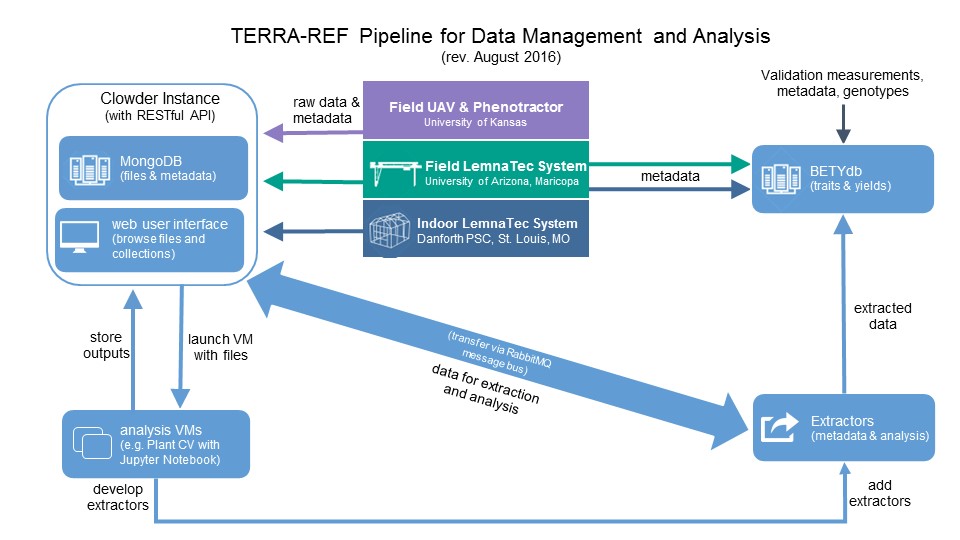 TERRA-REF Pipeline for Data Management and Analysis
(rev. August 2016)
Clowder Instance
(with RESTful API)
MongoDB
(files & metadata)
web user interface
(browse files and
collections)
raw data &
metadata
Field UAV & Phenotractor
University of Kansas
Field LemnaTec System
University of Arizona, Maricopa
Indoor LemnaTec System
Danforth PSC, St. Louis, MO
metadata
Validation measurements,
metadata, genotypes
BETYdb
(traits & yields)
store
outputs
launch VM
with files
(transfer via RabbitMQ
message bus)
data for extraction
and analysis
extracted
data
analysis VMs
(e.g. Plant CV with
Jupyter Notebook)
Extractors
(metadata & analysis)
develop
extractors
add
extractors